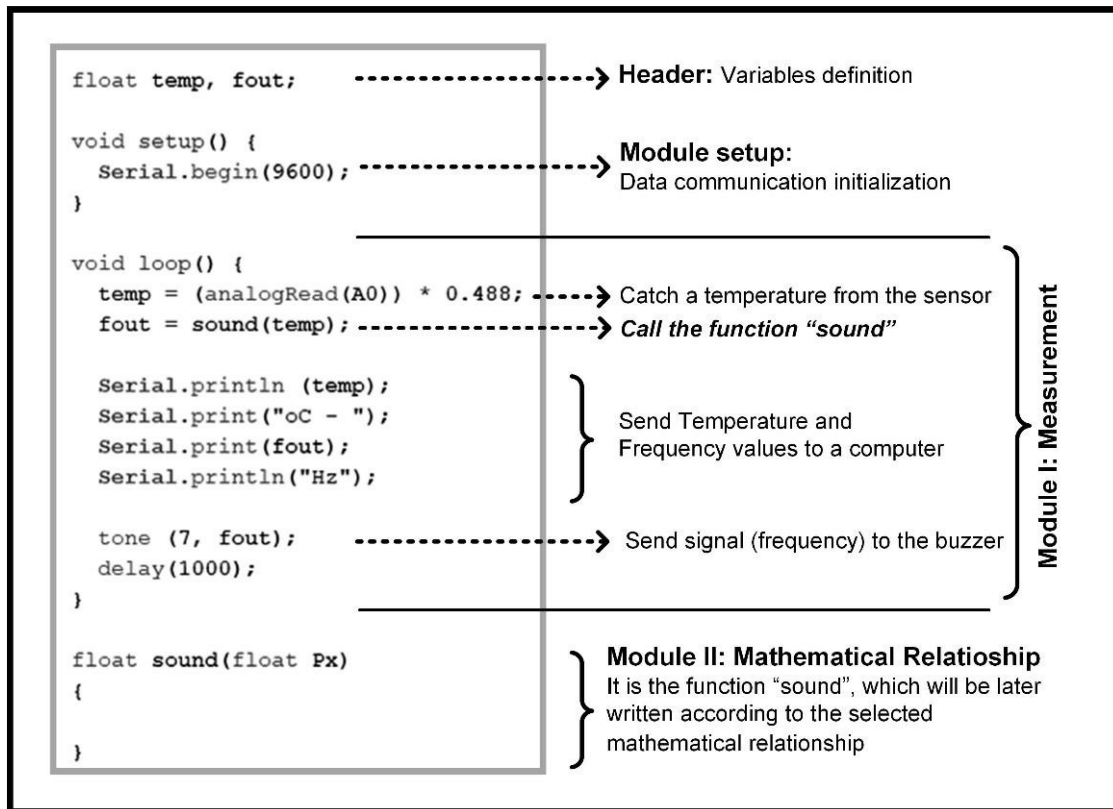 float temp, fout;
Header: Variables definition
void setup() {
Serial.begin(9600);
}
Module setup:
Data communication initialization
void loop() {
temp = (analogRead(A0)) * 0.488;
Catch a temperature from the sensor
fout = sound(temp);
Call the function “sound”
Serial.println (temp);
Serial.print("oC - ");
Serial.print(fout);
Serial.println("Hz");
Send Temperature and
Frequency values to a computer
tone (7, fout);
Send signal (frequency) to the buzzer
delay(1000);
}
Module I: Measurement
float sound(float Px)
{
}
Module II: Mathematical Relatioship
It is the function “sound”, which will be later
written according to the selected
mathematical relationship